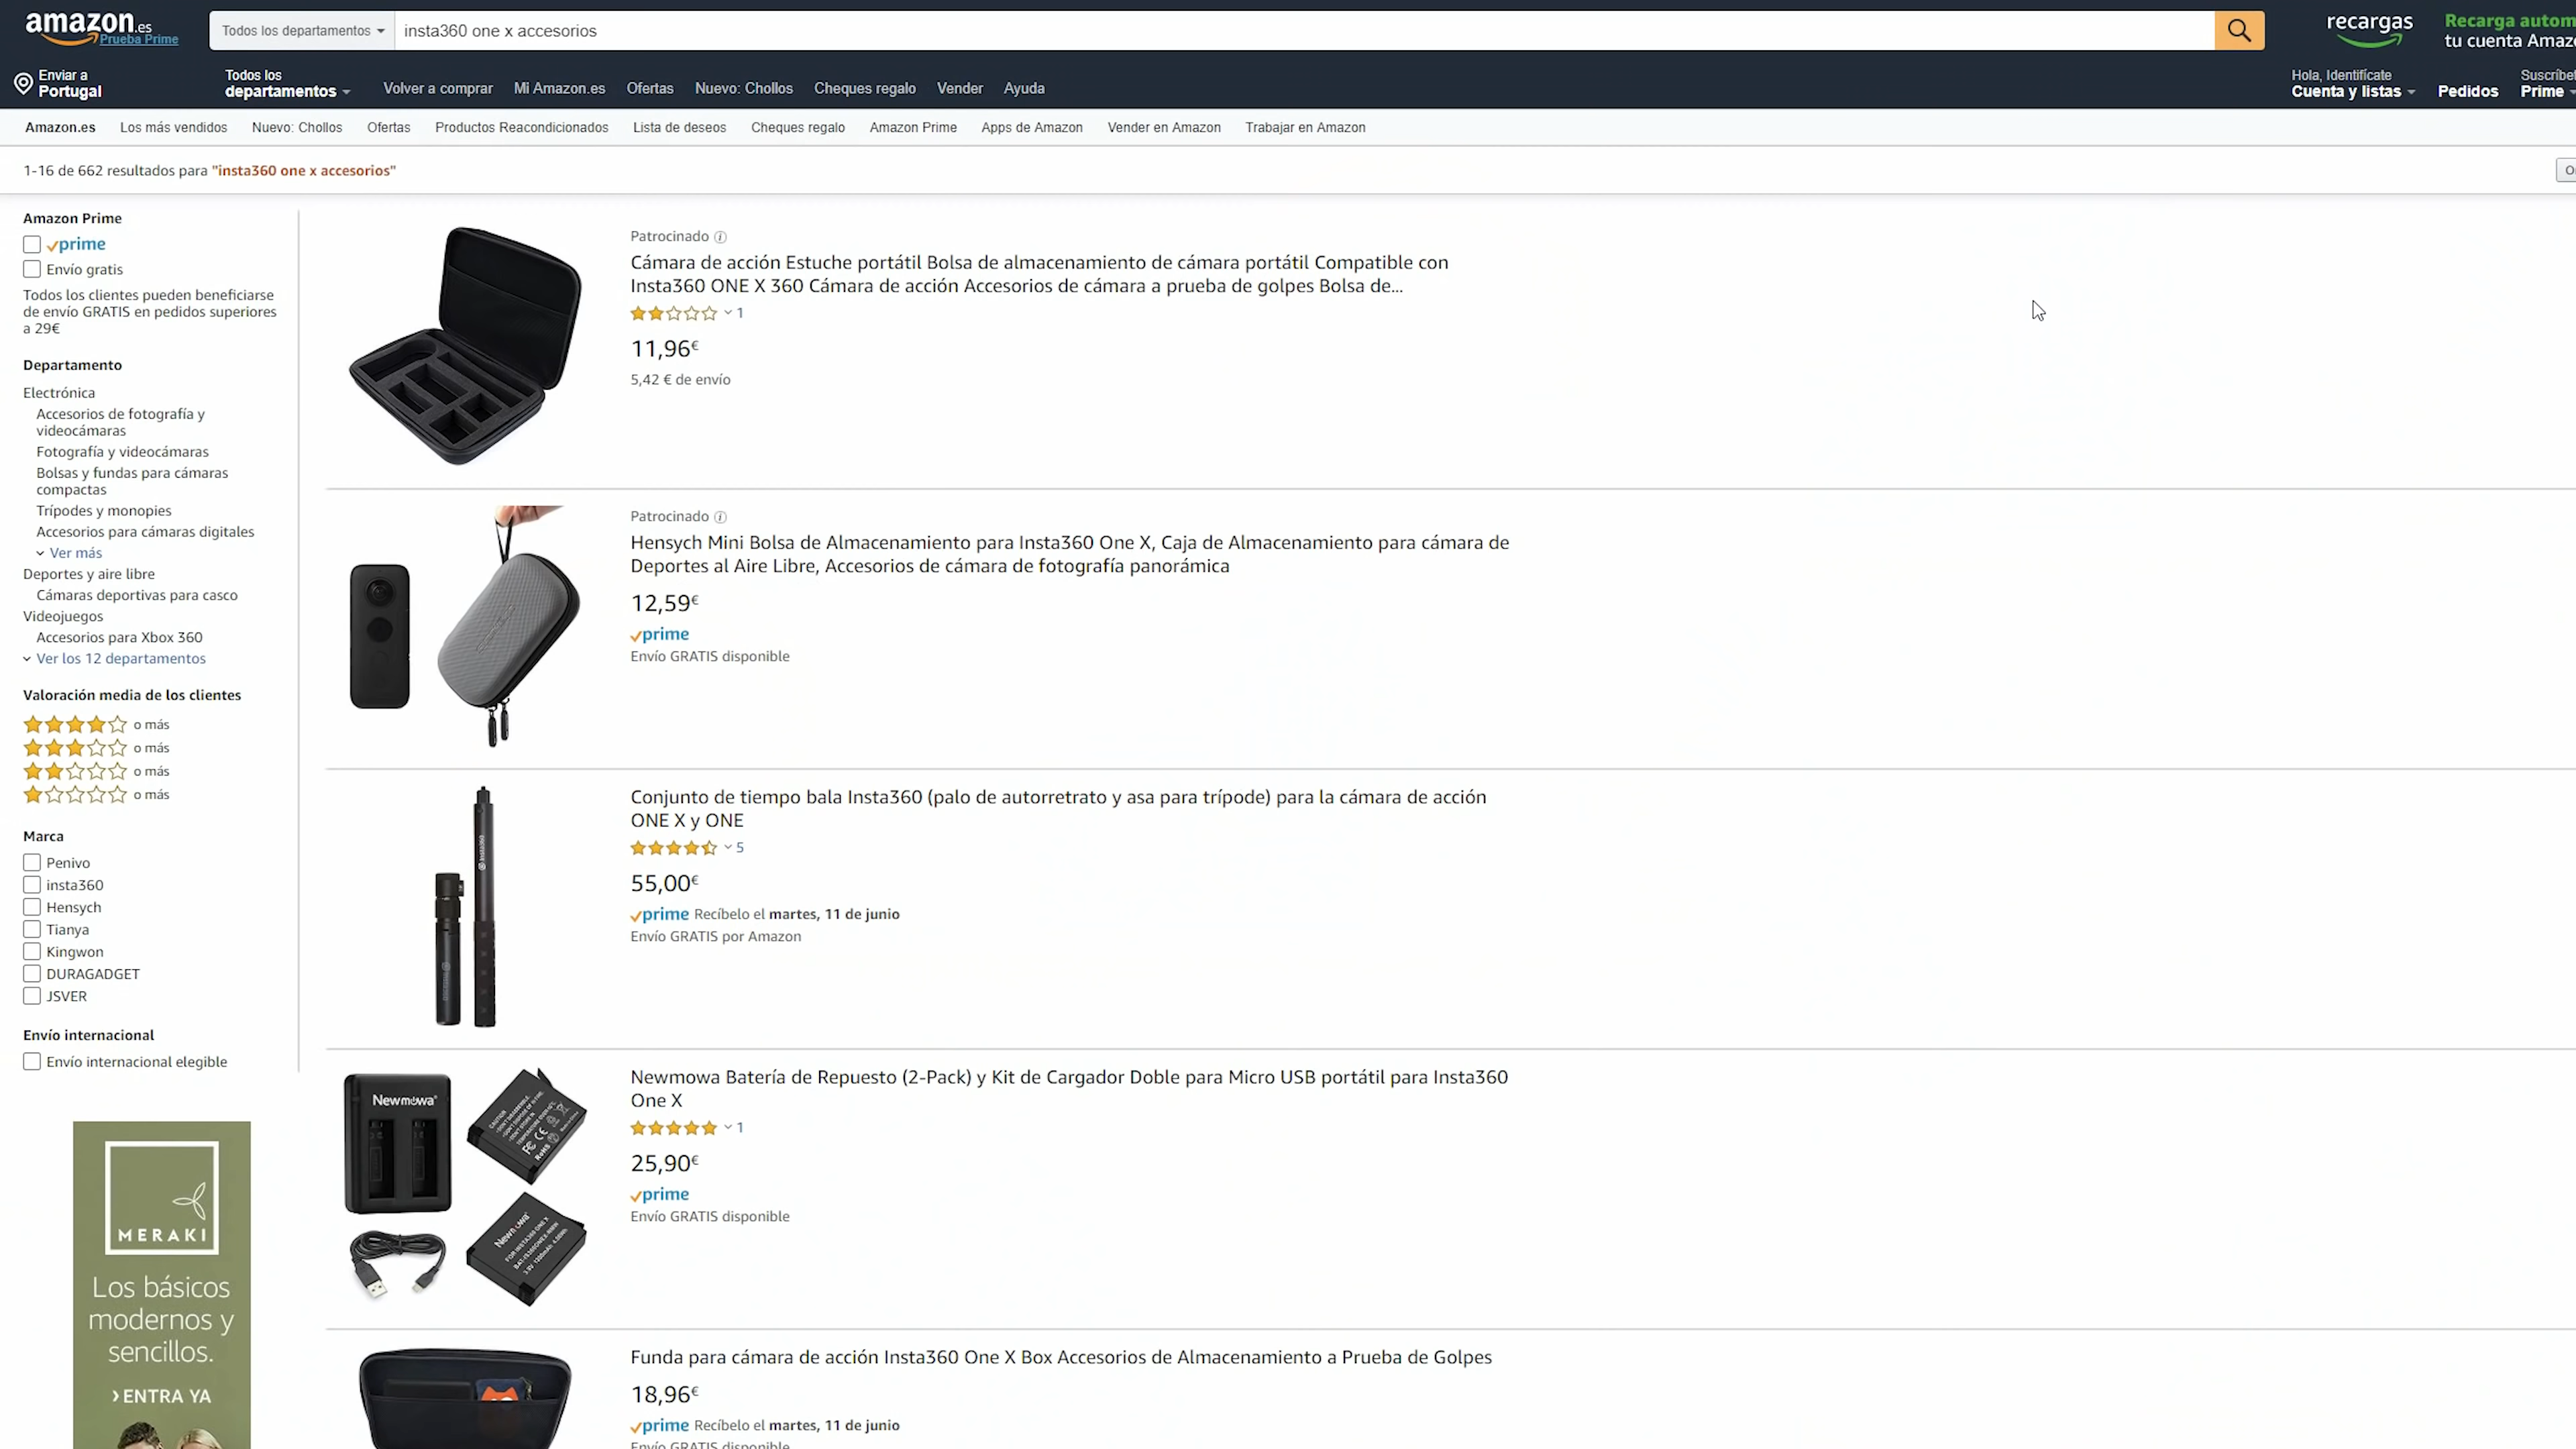 amazon.es
Prueba Prime
Todos los departamentos
insta360 one x accesorios
recargas
Recarga autom
tu cuenta Amaz
Enviar a
Portugal
Todos los
departamentos
Volver a comprar
Mi Amazon.es
Ofertas
Nuevo: Chollos
Cheques regalo
Vender
Ayuda
Hola, Identifícate
Cuenta y listas
Pedidos
Suscríbet
Prime
Amazon.es
Los más vendidos
Nuevo: Chollos
Ofertas
Productos Reacondicionados
Lista de deseos
Cheques regalo
Amazon Prime
Apps de Amazon
Vender en Amazon
Trabajar en Amazon
1-16 de 662 resultados para "insta360 one x accesorios"
Amazon Prime
prime
Envío gratis
Todos los clientes pueden beneficiarse
de envío GRATIS en pedidos superiores
a 29€
Departamento
Electrónica
Accesorios de fotografía y
videocámaras
Fotografía y videocámaras
Bolsas y fundas para cámaras
compactas
Trípodes y monopies
Accesorios para cámaras digitales
Ver más
Deportes y aire libre
Cámaras deportivas para casco
Videojuegos
Accesorios para Xbox 360
Ver los 12 departamentos
Valoración media de los clientes
o más
o más
o más
o más
Marca
Penivo
insta360
Hensych
Tianya
Kingwon
DURAGADGET
JSVER
Envío internacional
Envío internacional elegible
MERAKI
Los básicos
modernos y
sencillos.
›ENTRA YA
Patrocinado
Cámara de acción Estuche portátil Bolsa de almacenamiento de cámara portátil Compatible con
Insta360 ONE X 360 Cámara de acción Accesorios de cámara a prueba de golpes Bolsa de...
1
11,96€
5,42 € de envío
Patrocinado
Hensych Mini Bolsa de Almacenamiento para Insta360 One X, Caja de Almacenamiento para cámara de
Deportes al Aire Libre, Accesorios de cámara de fotografía panorámica
12,59€
prime
Envío GRATIS disponible
Conjunto de tiempo bala Insta360 (palo de autorretrato y asa para trípode) para la cámara de acción
ONE X y ONE
5
55,00€
prime Recíbelo el martes, 11 de junio
Envío GRATIS por Amazon
Newmowa
Newmowa Batería de Repuesto (2-Pack) y Kit de Cargador Doble para Micro USB portátil para Insta360
One X
1
25,90€
prime
Envío GRATIS disponible
Funda para cámara de acción Insta360 One X Box Accesorios de Almacenamiento a Prueba de Golpes
18,96€
prime Recíbelo el martes, 11 de junio
Envío GRATIS disponible